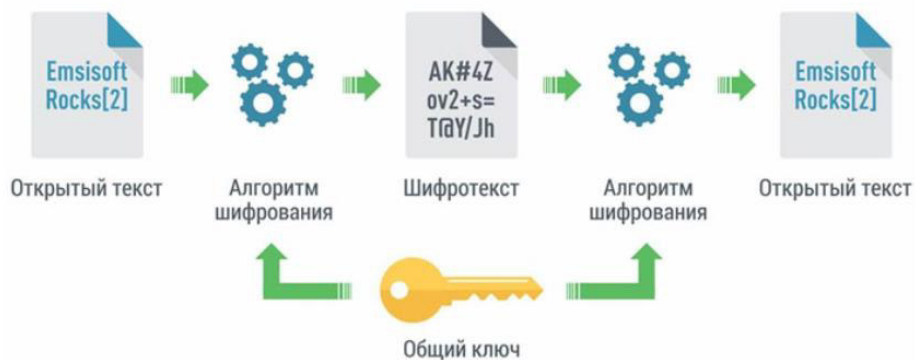 Emsisoft
Rocks[2]
AK#4Z
ov2+s=
T@Y/Jh
Emsisoft
Rocks[2]
Открытый текст
Алгоритм
шифрования
Шифротекст
Алгоритм
шифрования
Открытый текст
Общий ключ